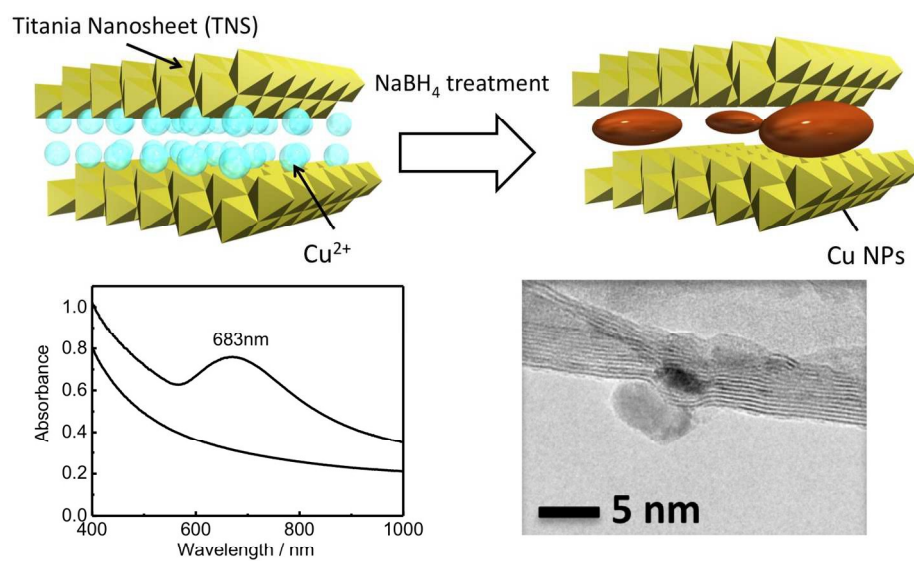 Titania Nanosheet (TNS)
NaBH4 treatment
Cu2+
Cu NPs
1.0
0.8
0.6
0.4
0.2
0.0
Absorbance
683nm
400
600
800
1000
Wavelength / nm
5 nm